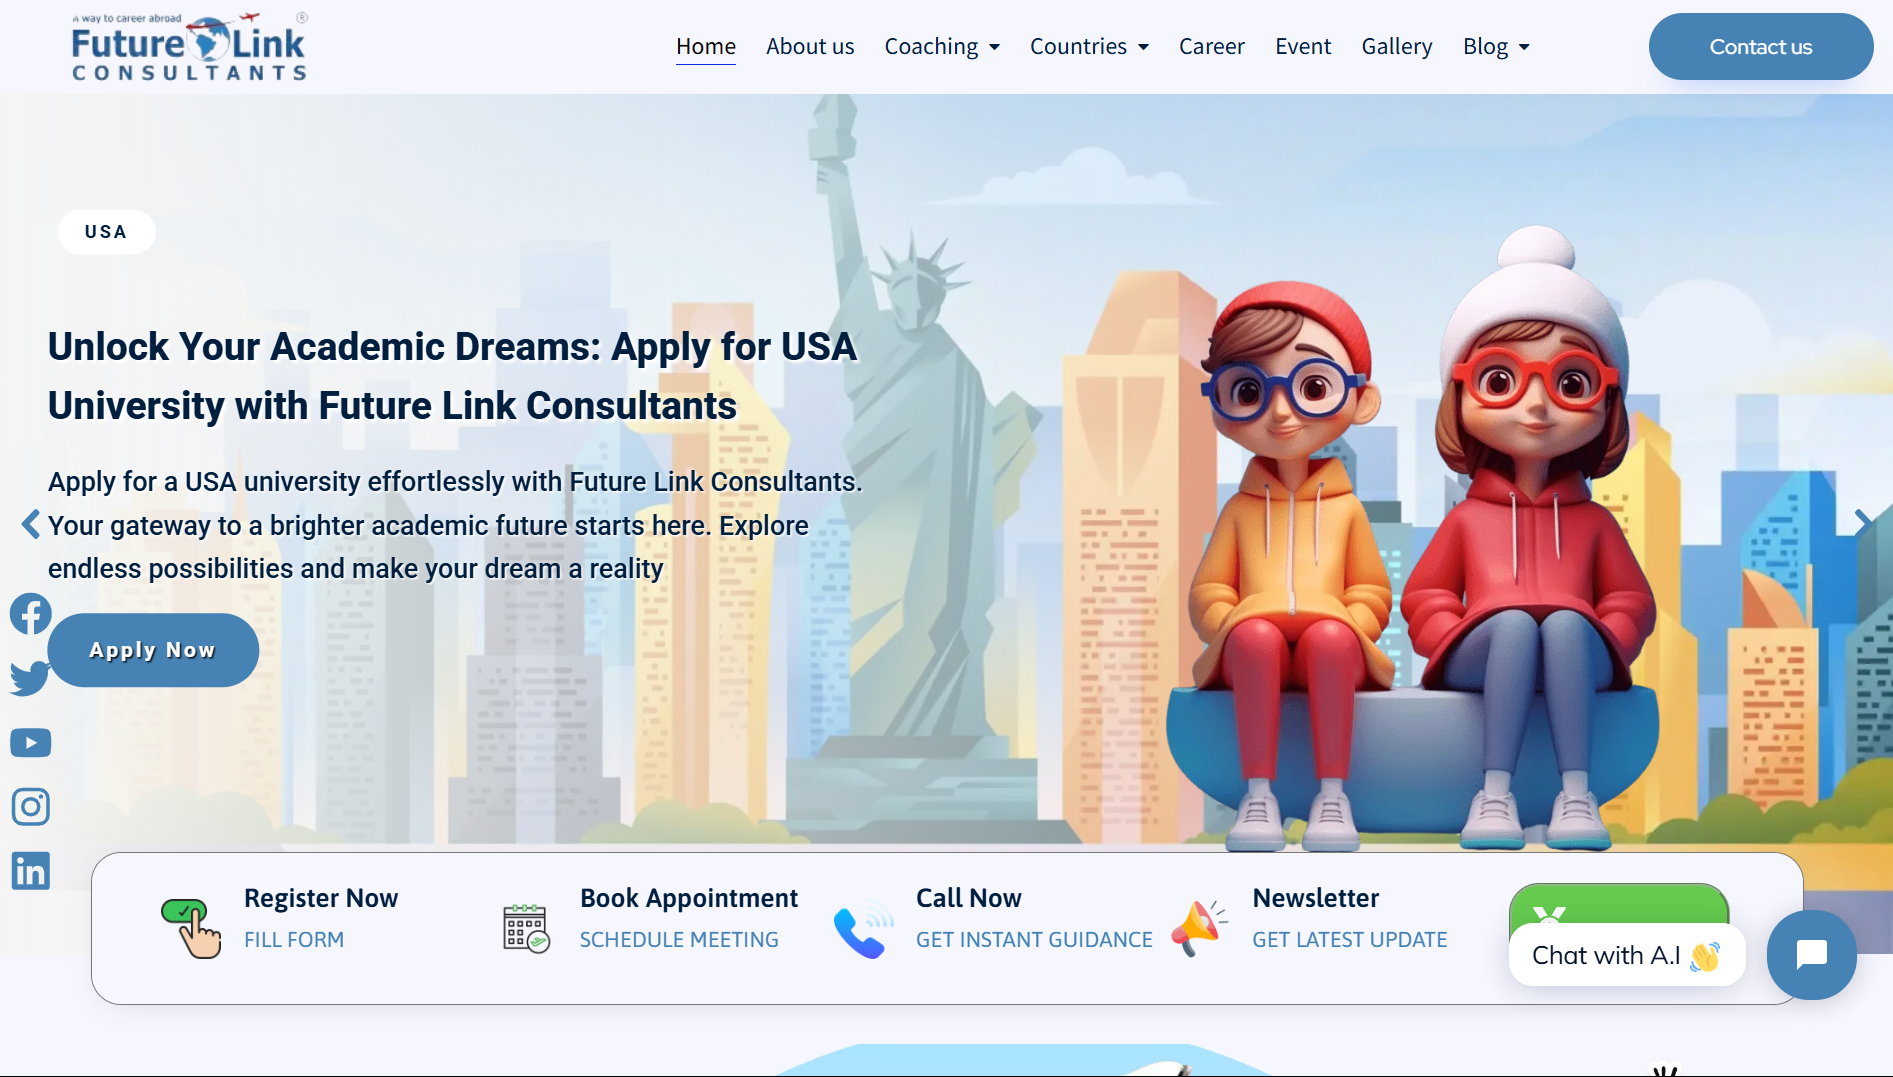 A way to career abroad
®
Future Link
CONSULTANTS
Home
About us
Coaching
Countries
Career
Event
Gallery
Blog
Contact us
USA
Unlock Your Academic Dreams: Apply for USA
University with Future Link Consultants
Apply for a USA university effortlessly with Future Link Consultants.
Your gateway to a brighter academic future starts here. Explore
endless possibilities and make your dream a reality
Apply Now
Register Now
FILL FORM
Book Appointment
SCHEDULE MEETING
Call Now
GET INSTANT GUIDANCE
Newsletter
GET LATEST UPDATE
Chat with A.I 👋